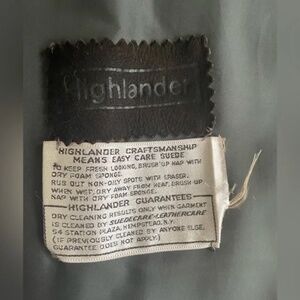 Highlander
HIGHLANDER CRAFTSMANSHIP
MEANS EASY CARE SUEDE
TO KEEP FRESH LOOKING, BRUSH UP NAP WITH
DRY FOAM SPONGE.
RUB OUT NON-OILY SPOTS WITH ERASER.
WHEN WET, DRY AWAY FROM HEAT, BRUSH UP
NAP WITH DRY FOAM SPONGE.
HIGHLANDER GUARANTEES
DRY CLEANING RESULTS ONLY WHEN GARMENT
IS CLEANED BY SUEDECARE-LEATHERCARE
54 STATION PLAZA, HEMPSTEAD, N.Y.
(IF PREVIOUSLY CLEANED BY ANYONE ELSE,
GUARANTEE DOES NOT APPLY.)